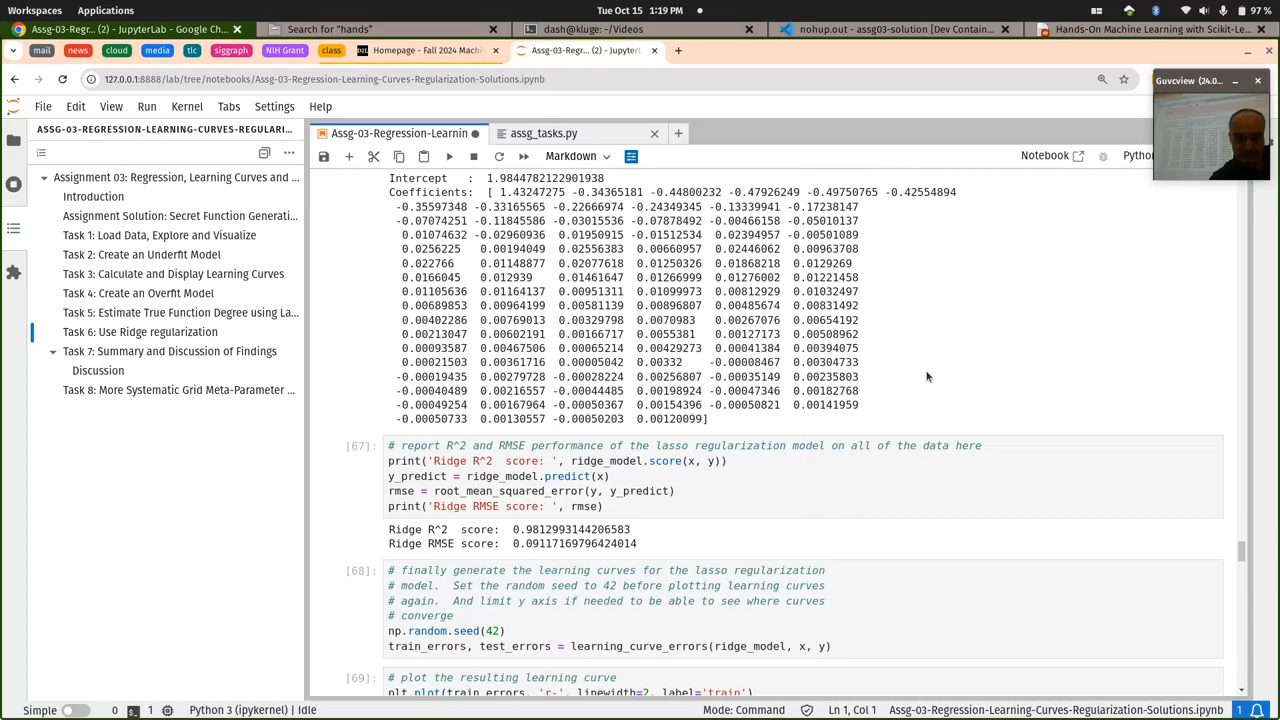 Workspaces Applications Tue Oct 15 1:19 PM 97 %
Assg-03-Regr... (2) - JupyterLab - Google Ch... Search for "hands" dash@kluge: ~/Videos nohup.out - assg03-solution [Dev Contain... Hands-On Machine Learning with Scikit-Le...
mail news cloud media tlc siggraph NIH Grant class Homepage - Fall 2024 Mach Assg-03-Regr... (2) - Jupyter
127.0.0.1:8888/lab/tree/notebooks/Assg-03-Regression-Learning-Curves-Regularization-Solutions.ipynb
Guvcview (24.0...
File Edit View Run Kernel Tabs Settings Help
ASSG-03-REGRESSION-LEARNING-CURVES-REGULARI...
Assg-03-Regression-Learnin assg_tasks.py
Markdown Notebook Python
Assignment 03: Regression, Learning Curves and ...
Introduction
Assignment Solution: Secret Function Generati...
Task 1: Load Data, Explore and Visualize
Task 2: Create an Underfit Model
Task 3: Calculate and Display Learning Curves
Task 4: Create an Overfit Model
Task 5: Estimate True Function Degree using La...
Task 6: Use Ridge regularization
Task 7: Summary and Discussion of Findings
Discussion
Task 8: More Systematic Grid Meta-Parameter ...
Intercept : 1.9844782122901938
Coefficients: [ 1.43247275 -0.34365181 -0.44800232 -0.47926249 -0.49750765 -0.42554894
-0.35597348 -0.33165565 -0.22666974 -0.24349345 -0.13339941 -0.17238147
-0.07074251 -0.11845586 -0.03015536 -0.07878492 -0.00466158 -0.05010137
0.01074632 -0.02960936 0.01950915 -0.01512534 0.02394957 -0.00501089
0.0256225 0.00194049 0.02556383 0.00660957 0.02446062 0.00963708
0.022766 0.01148877 0.02077618 0.01250326 0.01868218 0.0129269
0.0166045 0.012939 0.01461647 0.01266999 0.01276002 0.01221458
0.01105636 0.01164137 0.00951311 0.01099973 0.00812929 0.01032497
0.00689853 0.00964199 0.00581139 0.00896807 0.00485674 0.00831492
0.00402286 0.00769013 0.00329798 0.0070983 0.00267076 0.00654192
0.00213047 0.00602191 0.00166717 0.0055381 0.00127173 0.00508962
0.00093587 0.00467506 0.00065214 0.00429273 0.00041384 0.00394075
0.00021503 0.00361716 0.00005042 0.00332 -0.00008467 0.00304733
-0.00019435 0.00279728 -0.00028224 0.00256807 -0.00035149 0.00235803
-0.00040489 0.00216557 -0.00044485 0.00198924 -0.00047346 0.00182768
-0.00049254 0.00167964 -0.00050367 0.00154396 -0.00050821 0.00141959
-0.00050733 0.00130557 -0.00050203 0.00120099]
[67]: # report R^2 and RMSE performance of the lasso regularization model on all of the data here
print('Ridge R^2 score: ', ridge_model.score(x, y))
y_predict = ridge_model.predict(x)
rmse = root_mean_squared_error(y, y_predict)
print('Ridge RMSE score: ', rmse)
Ridge R^2 score: 0.9812993144206583
Ridge RMSE score: 0.09117169796424014
[68]: # finally generate the learning curves for the lasso regularization
# model. Set the random seed to 42 before plotting learning curves
# again. And limit y axis if needed to be able to see where curves
# converge
np.random.seed(42)
train_errors, test_errors = learning_curve_errors(ridge_model, x, y)
[69]: # plot the resulting learning curve
plt.plot(train_errors, 'r-', linewidth=2, label='train')
Simple 0 1 Python 3 (ipykernel) | Idle Mode: Command Ln 1, Col 1 Assg-03-Regression-Learning-Curves-Regularization-Solutions.ipynb 1